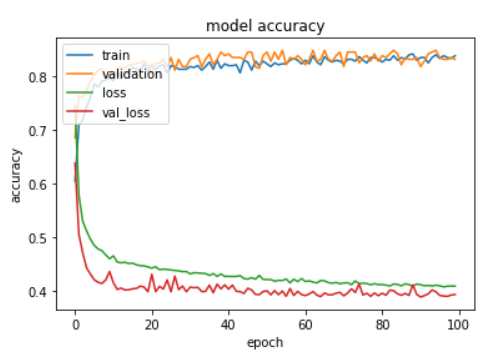 model accuracy
train
validation
loss
val_loss
accuracy
0.8
0.7
0.6
0.5
0.4
0 20 40 60 80 100
epoch